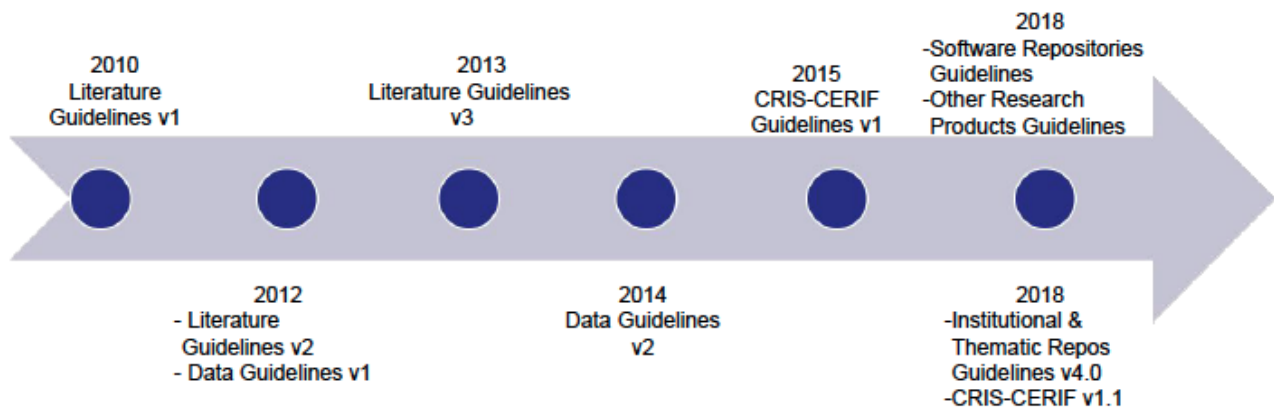 2010
Literature
Guidelines v1
2013
Literature Guidelines
v3
2015
CRIS-CERIF
Guidelines v1
2018
-Software Repositories
Guidelines
-Other Research
Products Guidelines
2012
- Literature
Guidelines v2
- Data Guidelines v1
2014
Data Guidelines
v2
2018
-Institutional &
Thematic Repos
Guidelines v4.0
-CRIS-CERIF v1.1